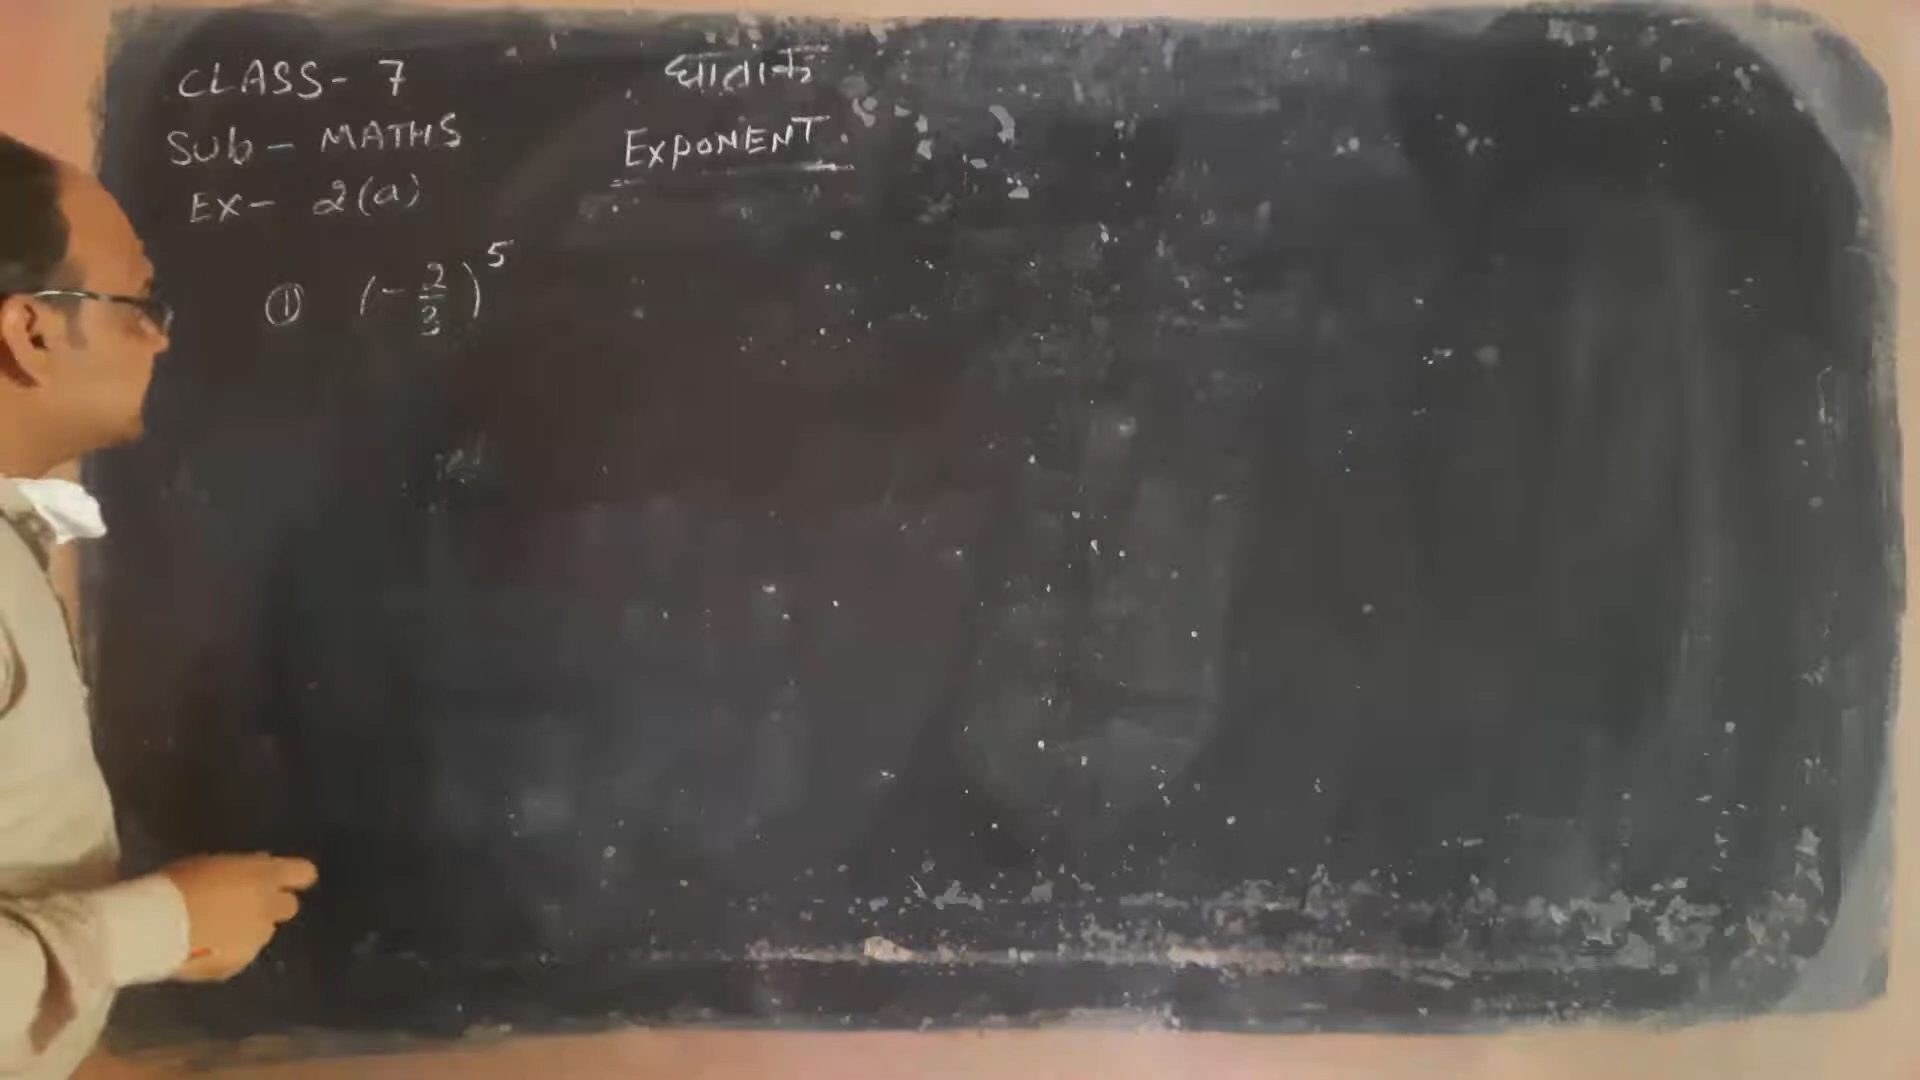 CLASS- 7
Sub - MATHS
EX- 2(a)
घातांक
EXPONENT
① (-2/3)^5